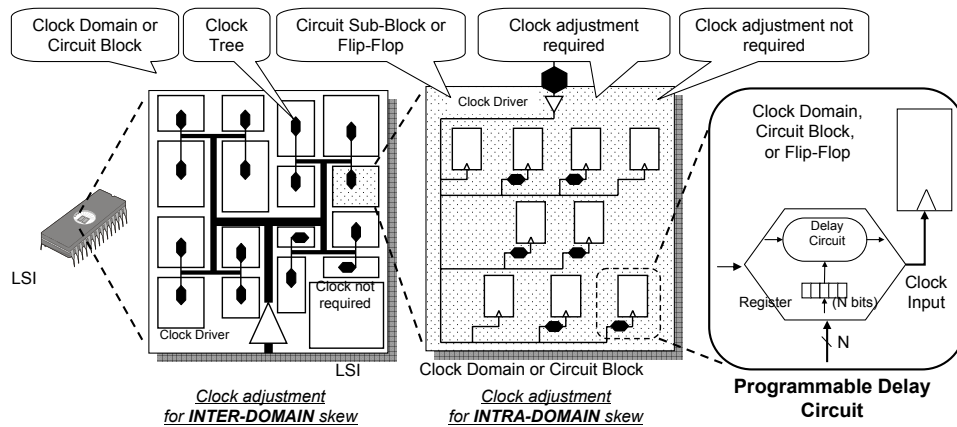 Clock Domain or
Circuit Block
Clock
Tree
Circuit Sub-Block or
Flip-Flop
Clock adjustment
required
Clock adjustment not
required
LSI
Clock not
required
Clock Driver
LSI
Clock adjustment
for INTER-DOMAIN skew
Clock Driver
Clock Domain or Circuit Block
Clock adjustment
for INTRA-DOMAIN skew
Clock Domain,
Circuit Block,
or Flip-Flop
Delay
Circuit
Register
(N bits)
Clock
Input
N
Programmable Delay
Circuit